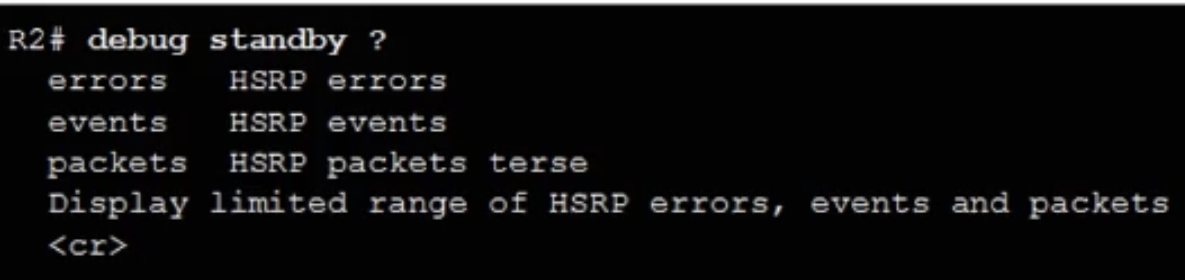 R2# debug standby ?
errors HSRP errors
events HSRP events
packets HSRP packets terse
Display limited range of HSRP errors, events and packets
<cr>